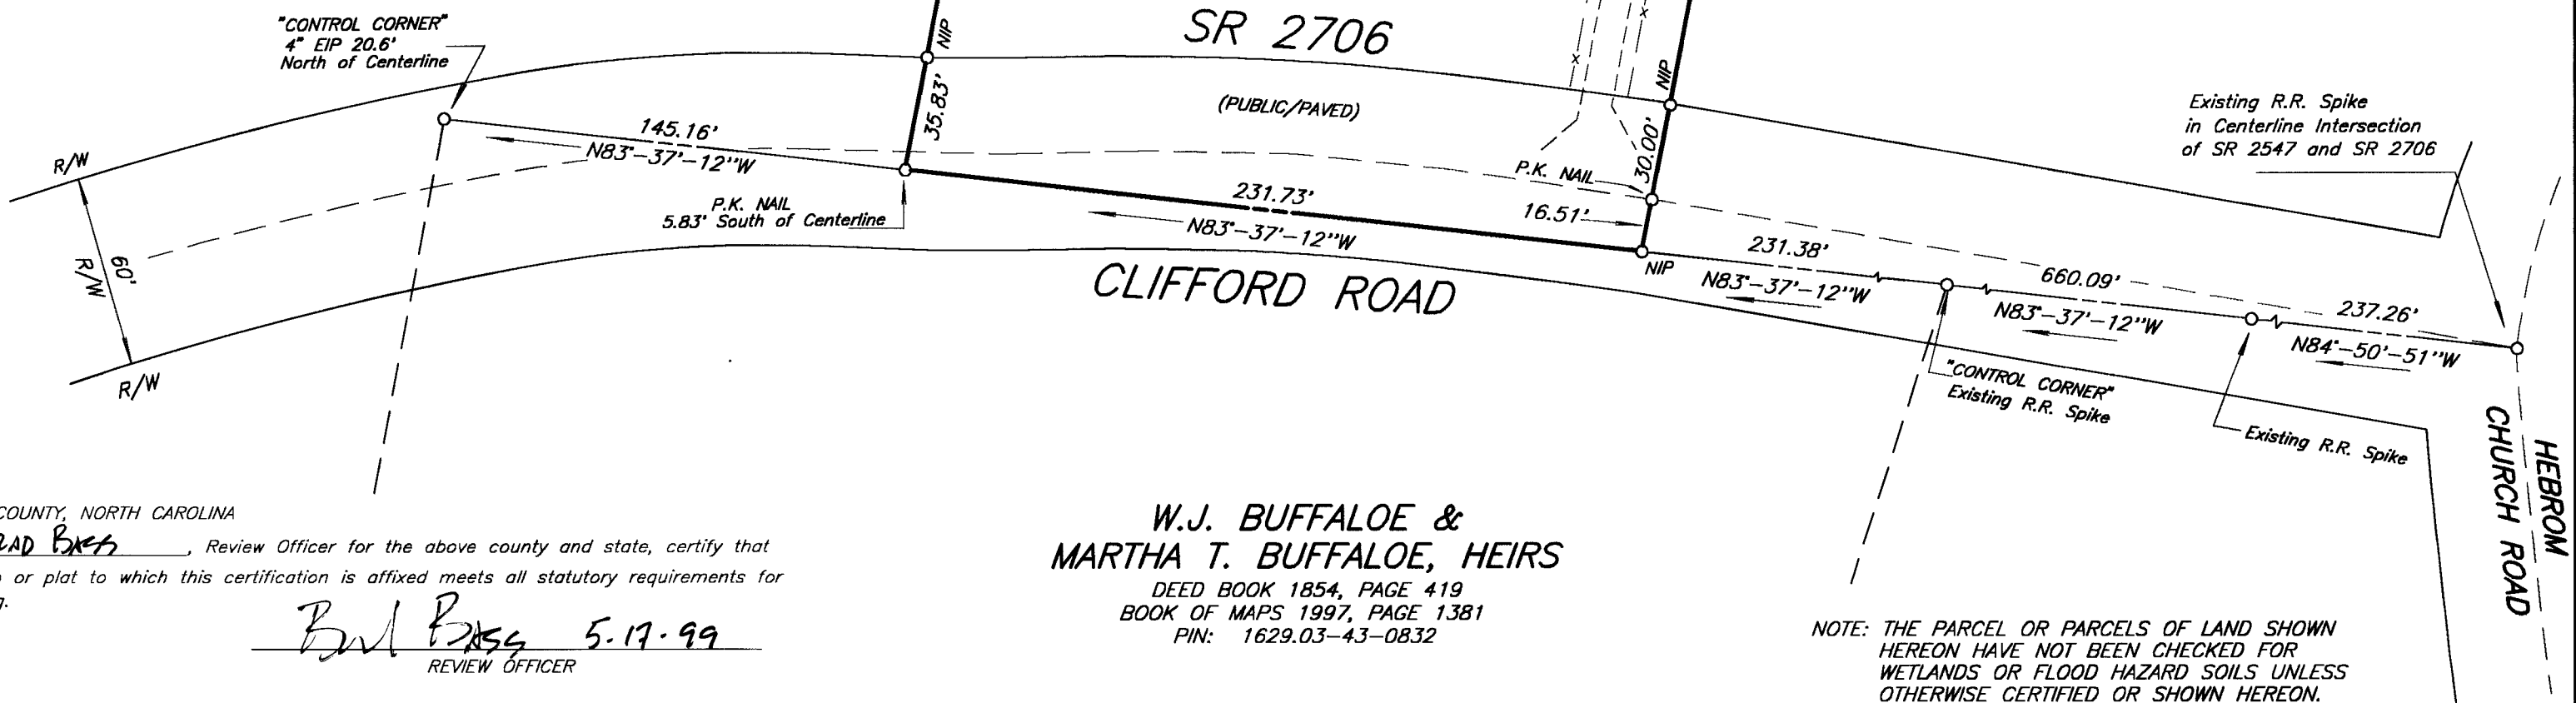 "CONTROL CORNER"
4" EIP 20.6'
North of Centerline
NIP
SR 2706
NIP
35.83'
(PUBLIC/PAVED)
30.00'
Existing R.R. Spike
in Centerline Intersection
of SR 2547 and SR 2706
R/W
145.16'
N83°-37'-12"W
P.K. NAIL
P.K. NAIL
5.83' South of Centerline
231.73'
N83°-37'-12"W
16.51'
60'
R/W
R/W
CLIFFORD ROAD
NIP
231.38'
N83°-37'-12"W
660.09'
N83°-37'-12"W
237.26'
N84°-50'-51"W
"CONTROL CORNER"
Existing R.R. Spike
Existing R.R. Spike
HEBROM
CHURCH ROAD
COUNTY, NORTH CAROLINA
Bass, Review Officer for the above county and state, certify that
or plat to which this certification is affixed meets all statutory requirements for
Bass 5-17-99
REVIEW OFFICER
W.J. BUFFALOE &
MARTHA T. BUFFALOE, HEIRS
DEED BOOK 1854, PAGE 419
BOOK OF MAPS 1997, PAGE 1381
PIN: 1629.03-43-0832
NOTE: THE PARCEL OR PARCELS OF LAND SHOWN
HEREON HAVE NOT BEEN CHECKED FOR
WETLANDS OR FLOOD HAZARD SOILS UNLESS
OTHERWISE CERTIFIED OR SHOWN HEREON.